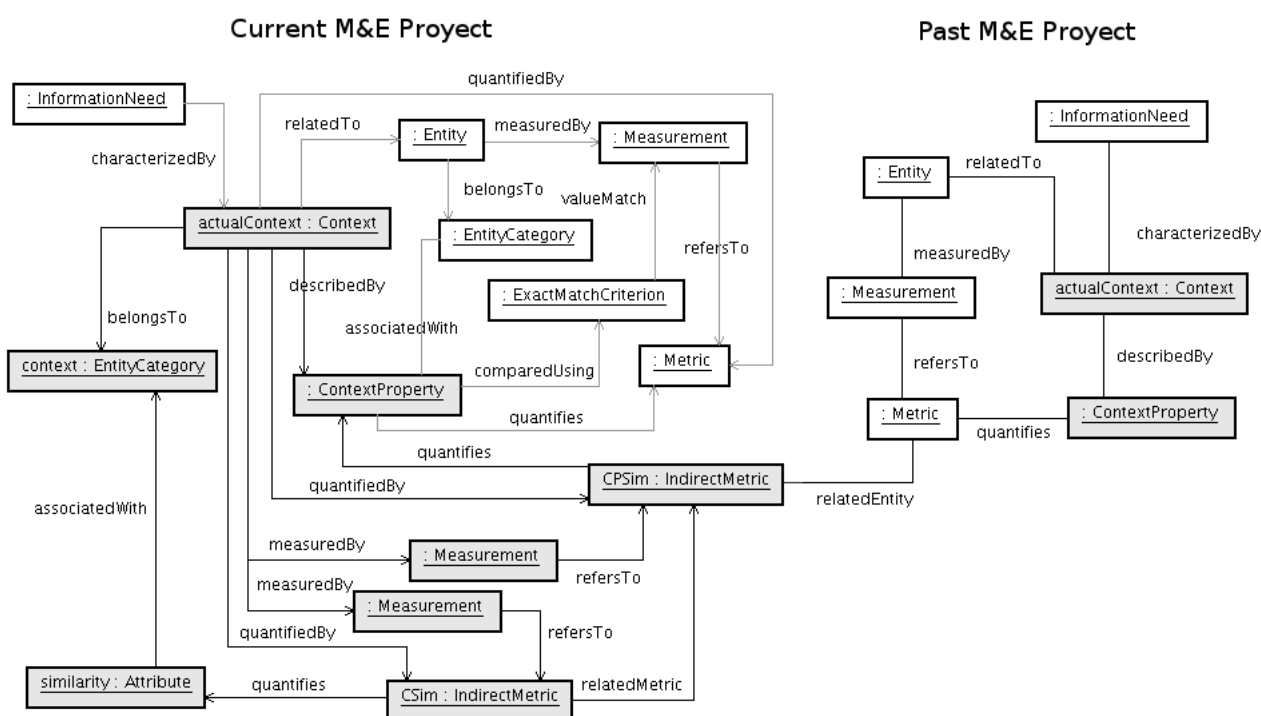 Current M&E Proyect
Past M&E Proyect
quantifiedBy
: InformationNeed
: InformationNeed
relatedTo
: Entity
measuredBy
: Measurement
characterizedBy
relatedTo
: Entity
belongsTo
valueMatch
actualContext : Context
: EntityCategory
refersTo
characterizedBy
measuredBy
describedBy
: ExactMatchCriterion
: Measurement
actualContext : Context
belongsTo
associatedWith
context : EntityCategory
: Metric
refersTo
describedBy
: ContextProperty
comparedUsing
quantifies
: Metric
quantifies
: ContextProperty
quantifies
CPSim : IndirectMetric
quantifiedBy
relatedEntity
associatedWith
measuredBy
: Measurement
refersTo
measuredBy
: Measurement
quantifiedBy
refersTo
similarity : Attribute
quantifies
CSim : IndirectMetric
relatedMetric